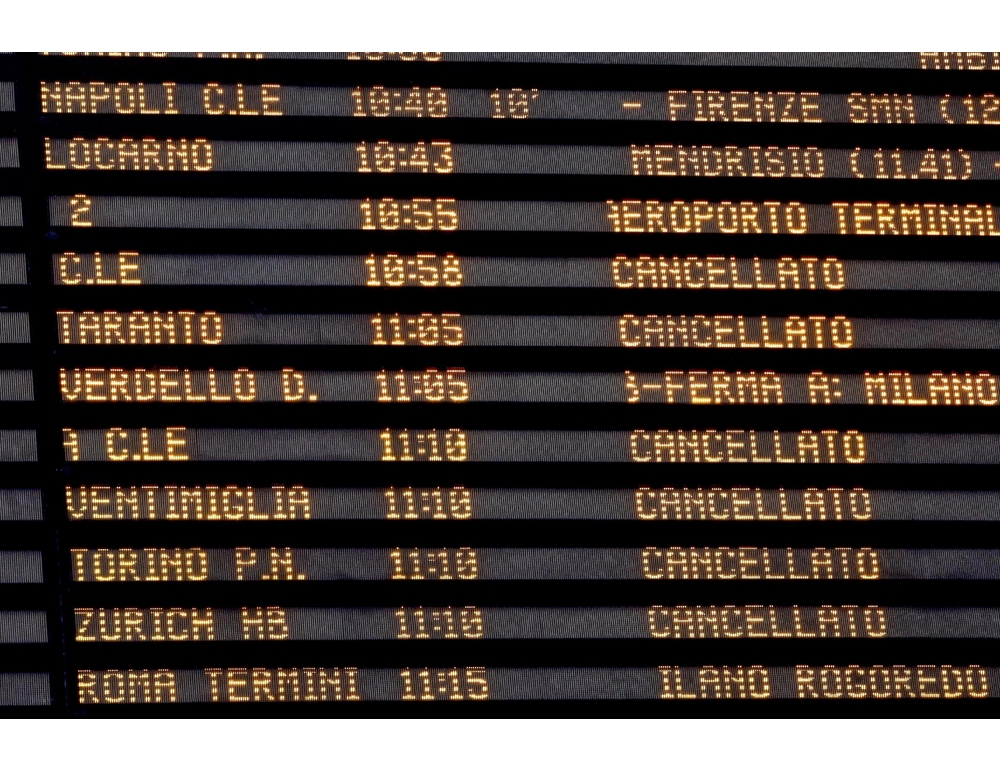 NAPOLI C.LE 10:40 10' - FIRENZE SMN (12
LOCARNO 10:43 MENDRISIO (11.41)
2 10:55 AEROPORTO TERMINAL
C.LE 10:58 CANCELLATO
TARANTO 11:05 CANCELLATO
VERDELLO D. 11:05 -FERMA A: MILANO
A C.LE 11:10 CANCELLATO
VENTIMIGLIA 11:10 CANCELLATO
TORINO P.N. 11:10 CANCELLATO
ZURICH HB 11:10 CANCELLATO
ROMA TERMINI 11:15 ILANO ROGOREDO